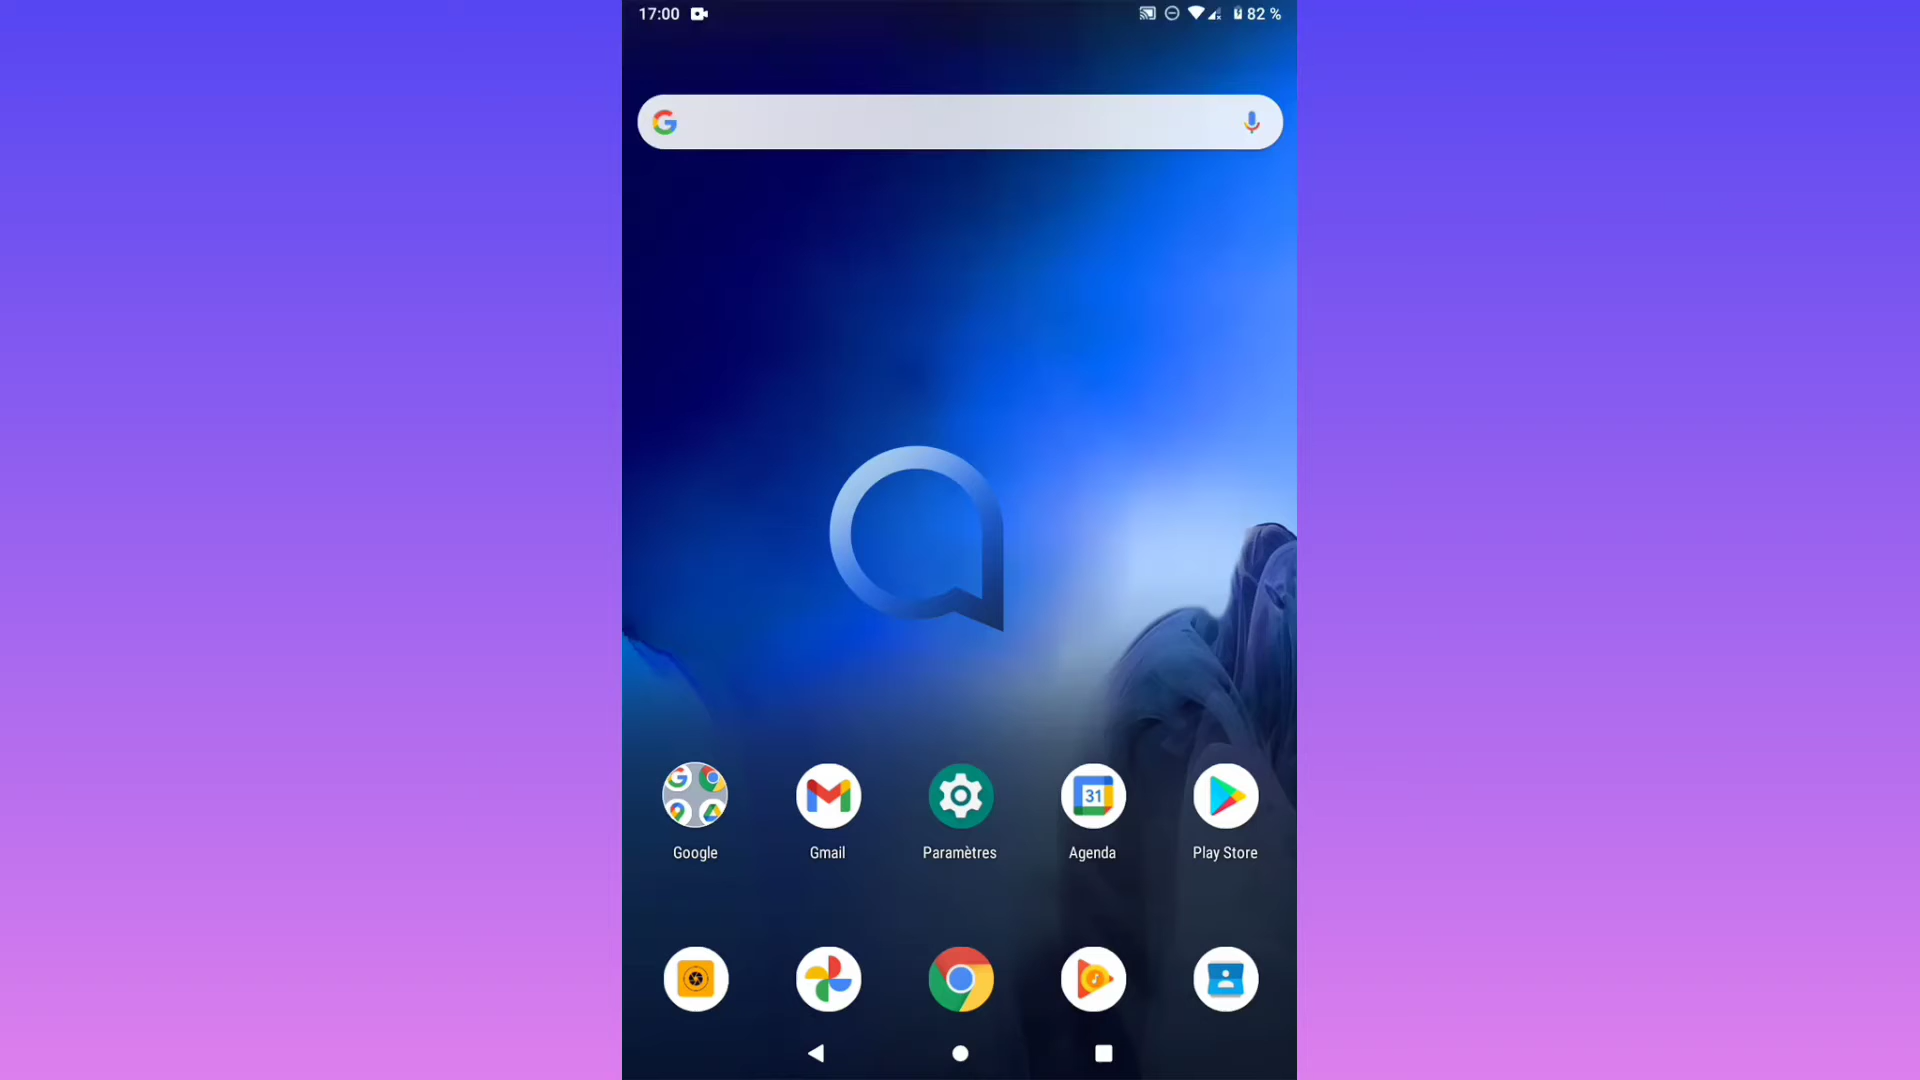 17:00
82 %
31
Google
Gmail
Paramètres
Agenda
Play Store